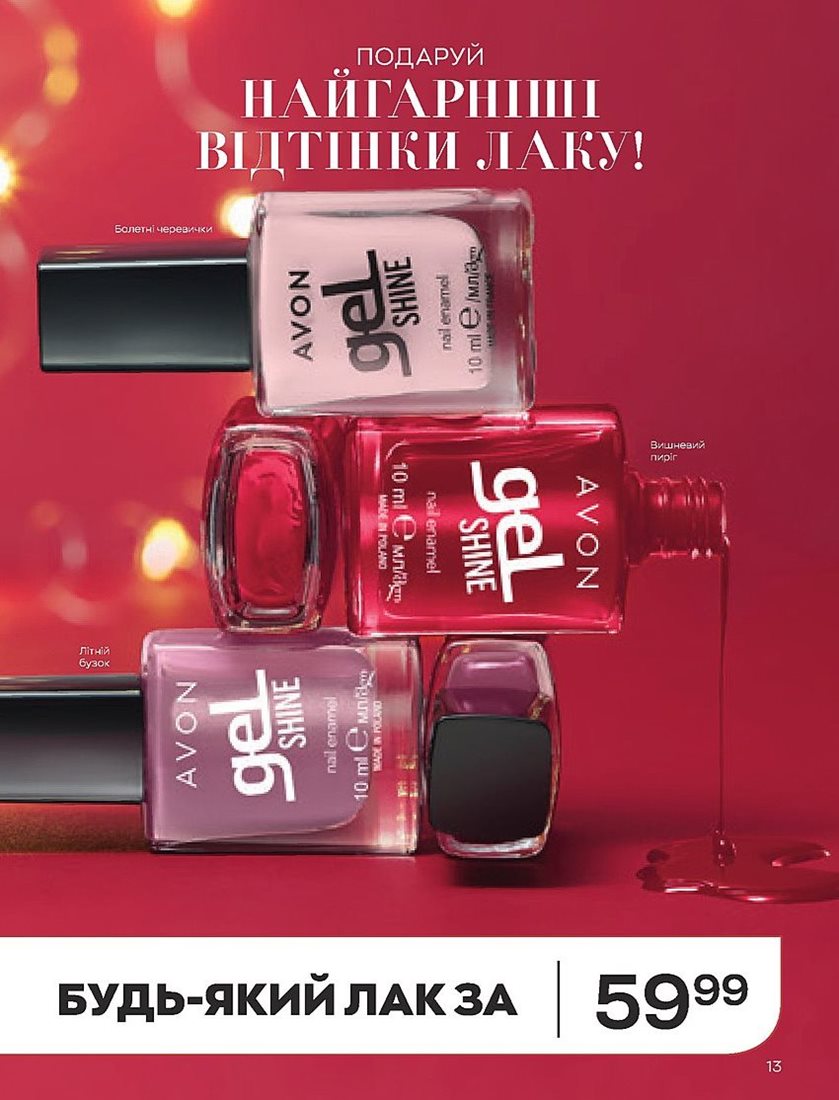 ПОДАРУЙ
НАЙГАРНІШІ
ВІДТІНКИ ЛАКУ!
Болетні черевички
AVON
geL
SHINE
nail enamel
10 ml e /мл/
Вишневий
пиріг
AVON
geL
SHINE
nail enamel
10 ml e мл/
MADE IN POLAND
Літній
бузок
AVON
geL
SHINE
nail enamel
10 ml e мл/
MADE IN POLAND
БУДЬ-ЯКИЙ ЛАК ЗА
59 99
13